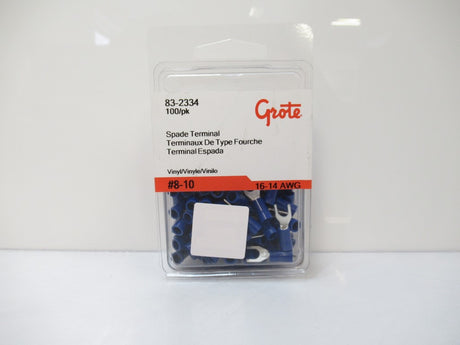 83-2334
100/pk
Grote
Spade Terminal
Terminaux De Type Fourche
Terminal Espada
Vinyl/Vinyle/Vinilo
#8-10
16-14 AWG